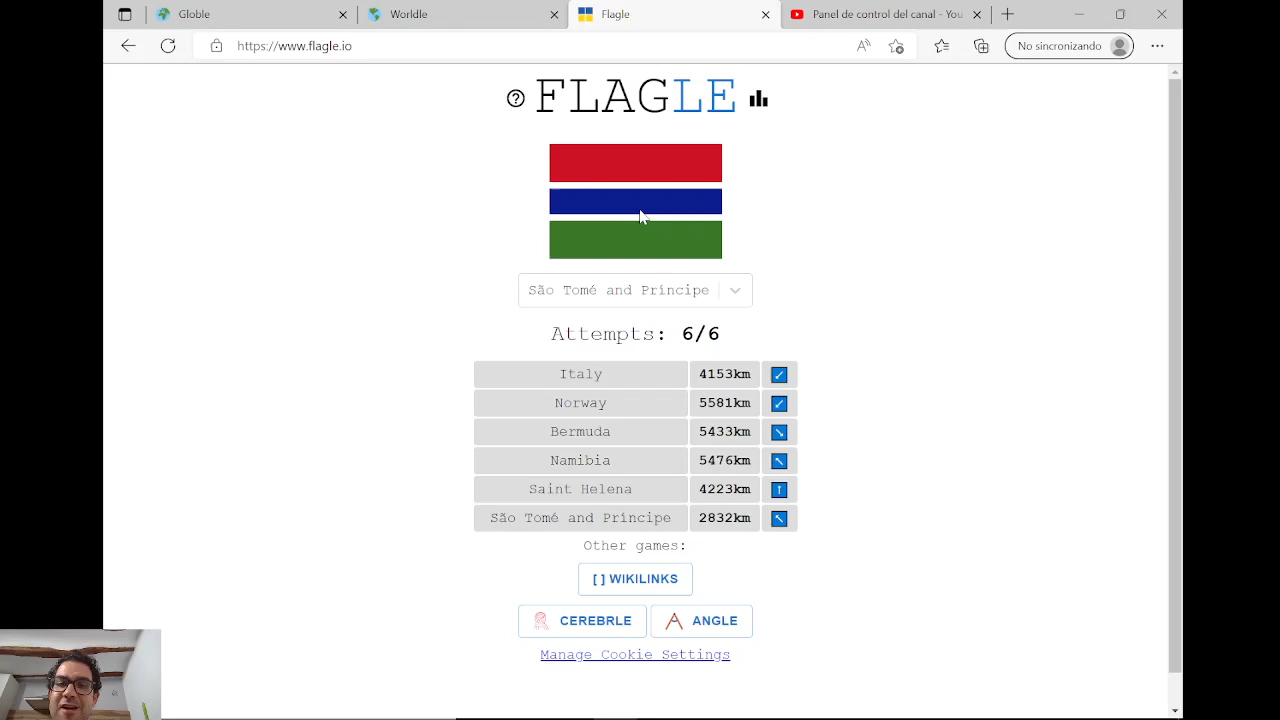 Globle
Worldle
Flagle
Panel de control del canal - You
https://www.flagle.io
No sincronizando
FLAGLE
São Tomé and Príncipe
Attempts: 6/6
Italy 4153km
Norway 5581km
Bermuda 5433km
Namibia 5476km
Saint Helena 4223km
São Tomé and Príncipe 2832km
Other games:
[ ] WIKILINKS
CEREBRLE
ANGLE
Manage Cookie Settings